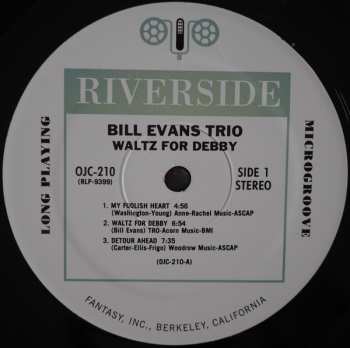 RIVERSIDE
BILL EVANS TRIO
WALTZ FOR DEBBY
LONG PLAYING
MICROGROOVE
OJC-210
(RLP-9399)
SIDE 1
STEREO
1. MY FOOLISH HEART 4:56
(Washington-Young) Anne-Rachel Music-ASCAP
2. WALTZ FOR DEBBY 6:54
(Bill Evans) TRO-Acorn Music-BMI
3. DETOUR AHEAD 7:35
(Carter-Ellis-Frigo) Woodrow Music-ASCAP
(OJC-210-A)
FANTASY, INC., BERKELEY, CALIFORNIA